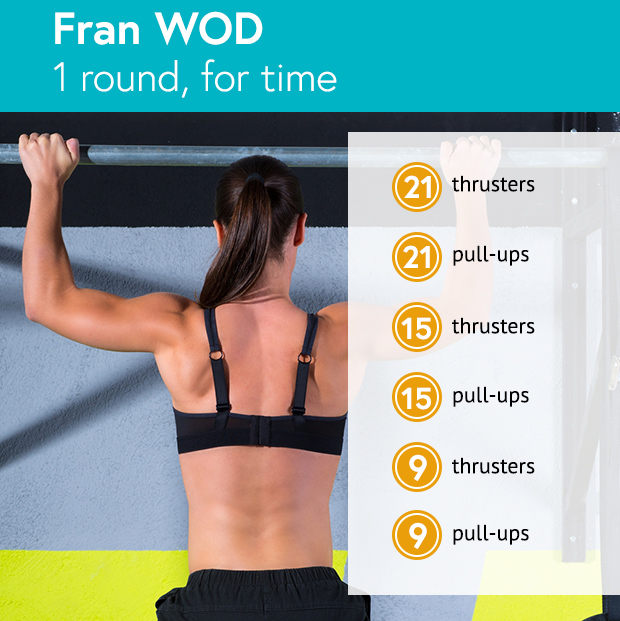 Fran WOD
1 round, for time
21 thrusters
21 pull-ups
15 thrusters
15 pull-ups
9 thrusters
9 pull-ups